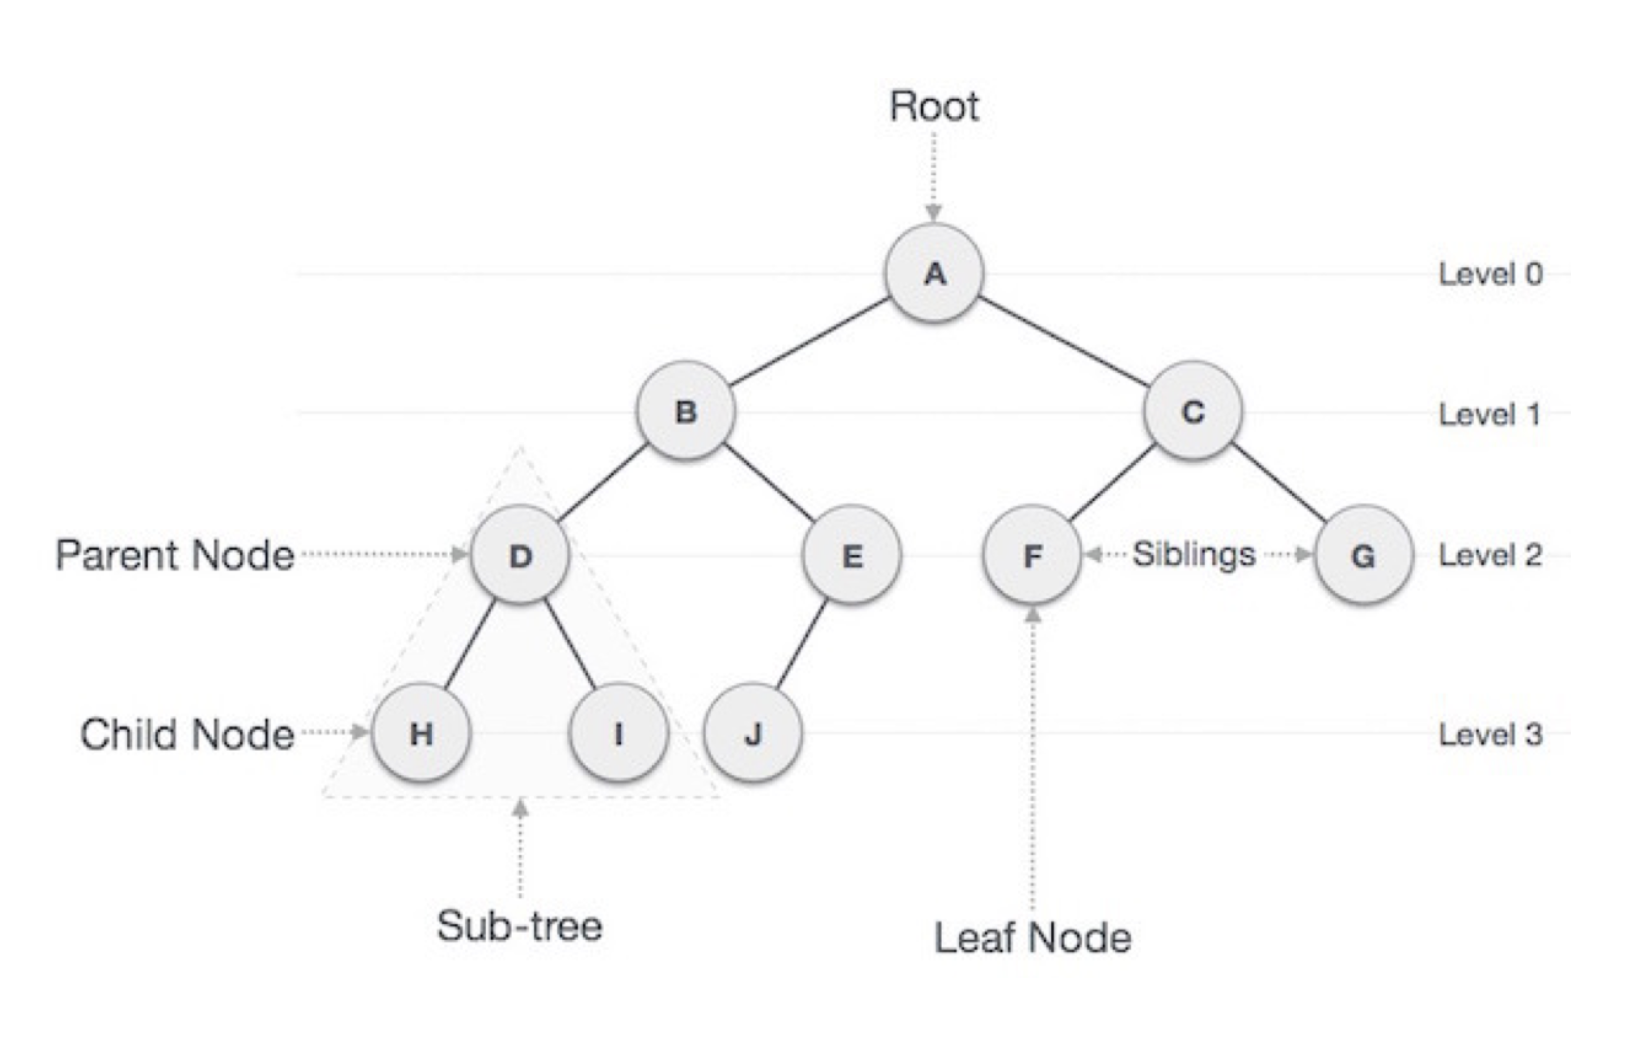 Root
A
Level 0
B
C
Level 1
Parent Node
D
E
F
Siblings
G
Level 2
Child Node
H
I
J
Level 3
Sub-tree
Leaf Node